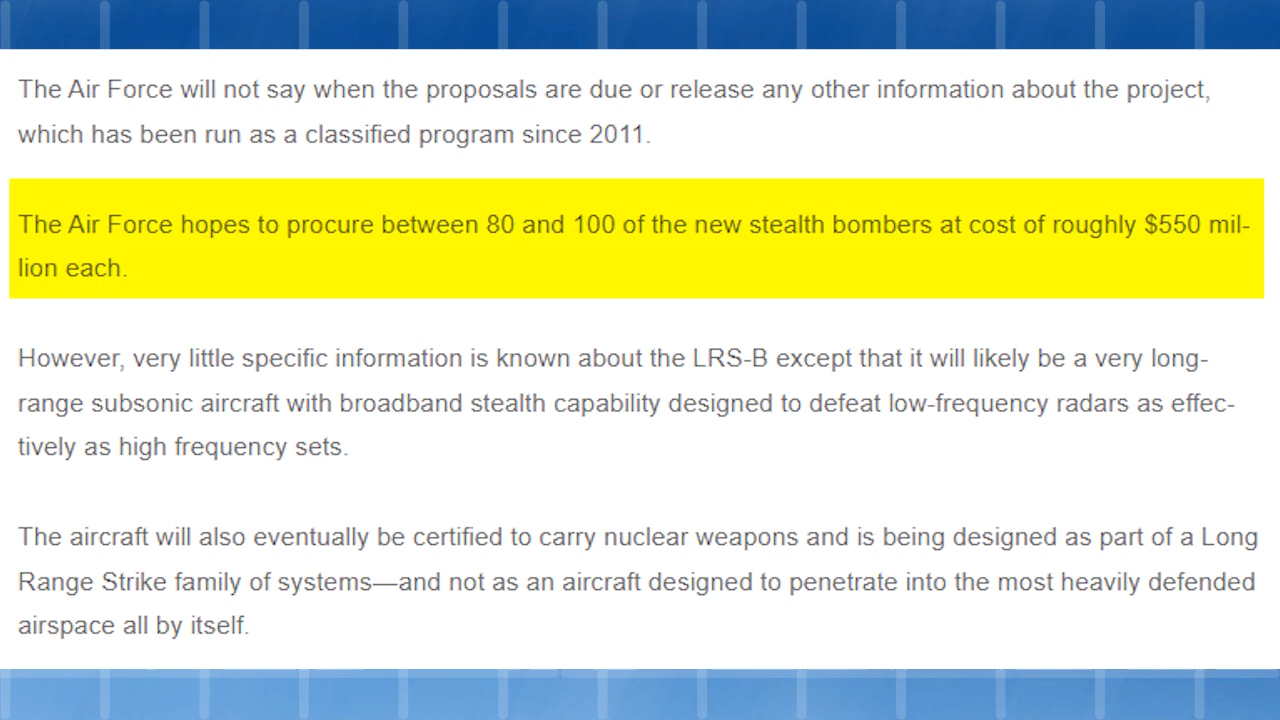 The Air Force will not say when the proposals are due or release any other information about the project,
which has been run as a classified program since 2011.
The Air Force hopes to procure between 80 and 100 of the new stealth bombers at cost of roughly $550 mil-
lion each.
However, very little specific information is known about the LRS-B except that it will likely be a very long-
range subsonic aircraft with broadband stealth capability designed to defeat low-frequency radars as effec-
tively as high frequency sets.
The aircraft will also eventually be certified to carry nuclear weapons and is being designed as part of a Long
Range Strike family of systems—and not as an aircraft designed to penetrate into the most heavily defended
airspace all by itself.